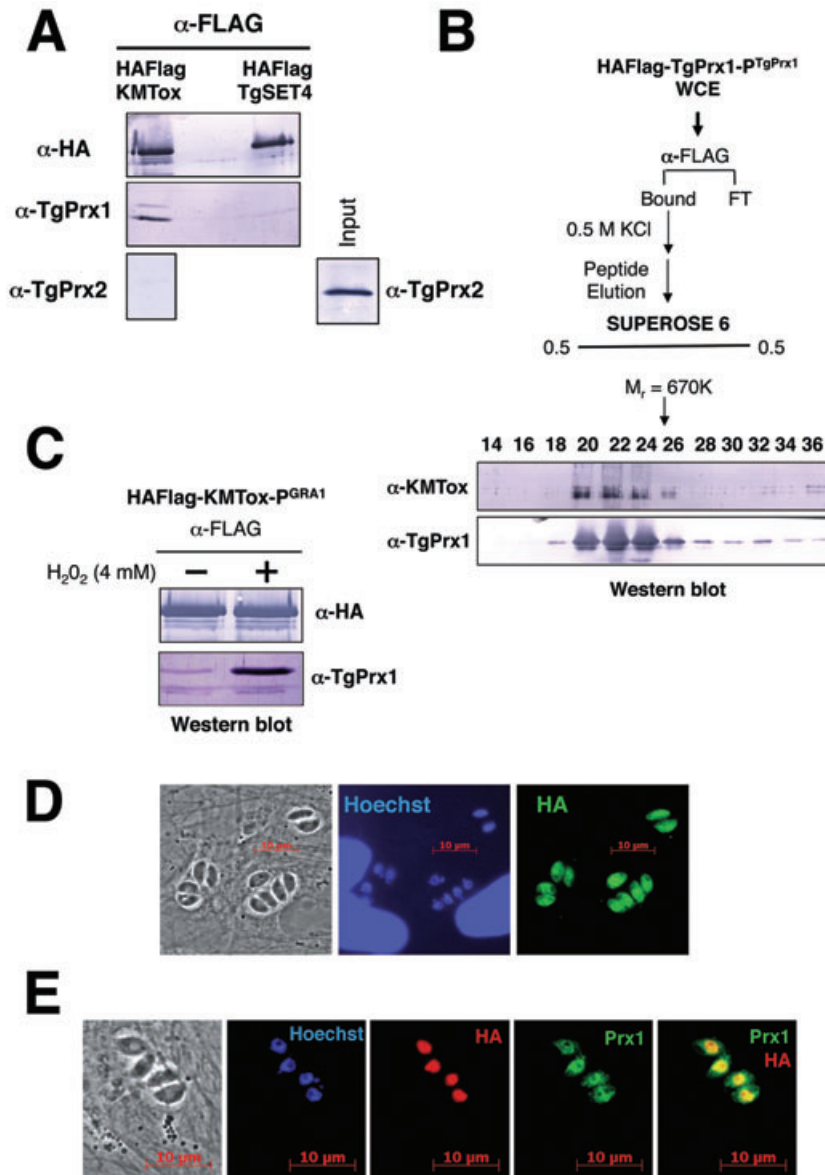 A
α-FLAG
HAFlag HAFlag
KMTox TgSET4
α-HA
α-TgPrx1
α-TgPrx2
Input
α-TgPrx2
B
HAFlag-TgPrx1-P^TgPrx1
WCE
α-FLAG
Bound FT
0.5 M KCl
Peptide
Elution
SUPEROSE 6
0.5 0.5
Mr = 670K
14 16 18 20 22 24 26 28 30 32 34 36
α-KMTox
α-TgPrx1
Western blot
C
HAFlag-KMTox-P^GRA1
α-FLAG
H2O2 (4 mM) − +
α-HA
α-TgPrx1
Western blot
D
10 µm
Hoechst
10 µm
HA
10 µm
E
10 µm
Hoechst
10 µm
HA
10 µm
Prx1
10 µm
Prx1
HA
10 µm